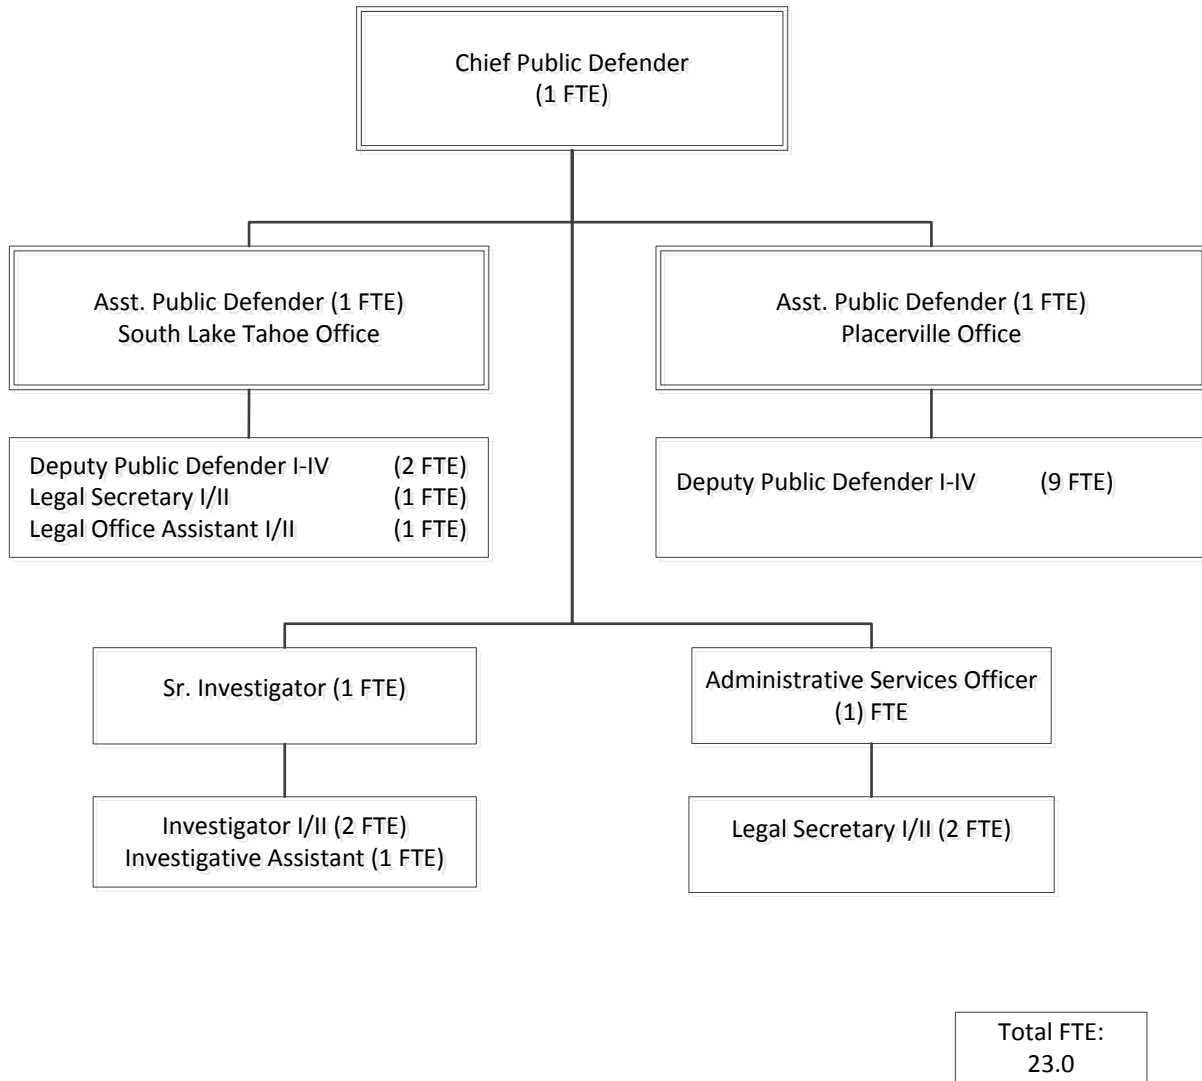 Chief Public Defender
(1 FTE)
Asst. Public Defender (1 FTE)
South Lake Tahoe Office
Asst. Public Defender (1 FTE)
Placerville Office
Deputy Public Defender I-IV (2 FTE)
Legal Secretary I/II (1 FTE)
Legal Office Assistant I/II (1 FTE)
Deputy Public Defender I-IV (9 FTE)
Sr. Investigator (1 FTE)
Administrative Services Officer
(1) FTE
Investigator I/II (2 FTE)
Investigative Assistant (1 FTE)
Legal Secretary I/II (2 FTE)
Total FTE:
23.0